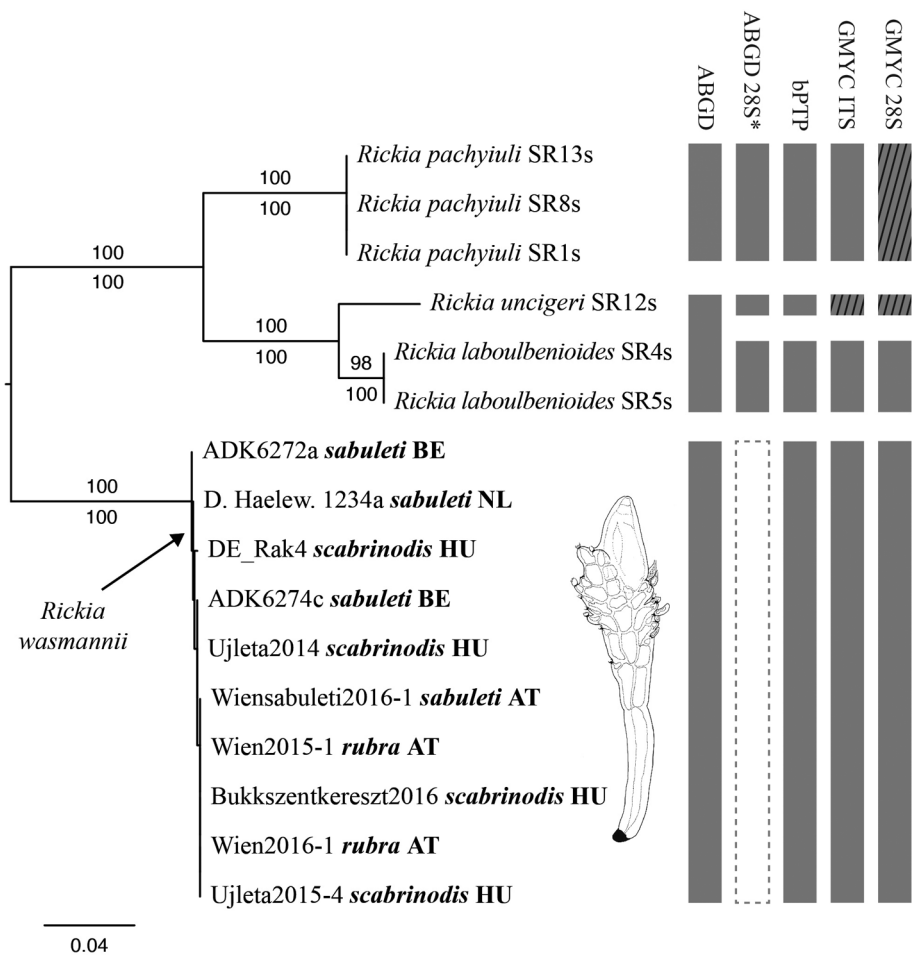 ABGD
ABGD 28S*
bPTP
GMYC ITS
GMYC 28S
Rickia pachyiuli SR13s
100
Rickia pachyiuli SR8s
100
Rickia pachyiuli SR1s
100
100
Rickia uncigeri SR12s
100
100
Rickia laboulbenioides SR4s
98
100
Rickia laboulbenioides SR5s
ADK6272a sabuleti BE
100
D. Haelew. 1234a sabuleti NL
100
DE_Rak4 scabrinodis HU
ADK6274c sabuleti BE
Rickia
wasmannii
Ujleta2014 scabrinodis HU
Wiensabuleti2016-1 sabuleti AT
Wien2015-1 rubra AT
Bukkszentkereszt2016 scabrinodis HU
Wien2016-1 rubra AT
Ujleta2015-4 scabrinodis HU
0.04